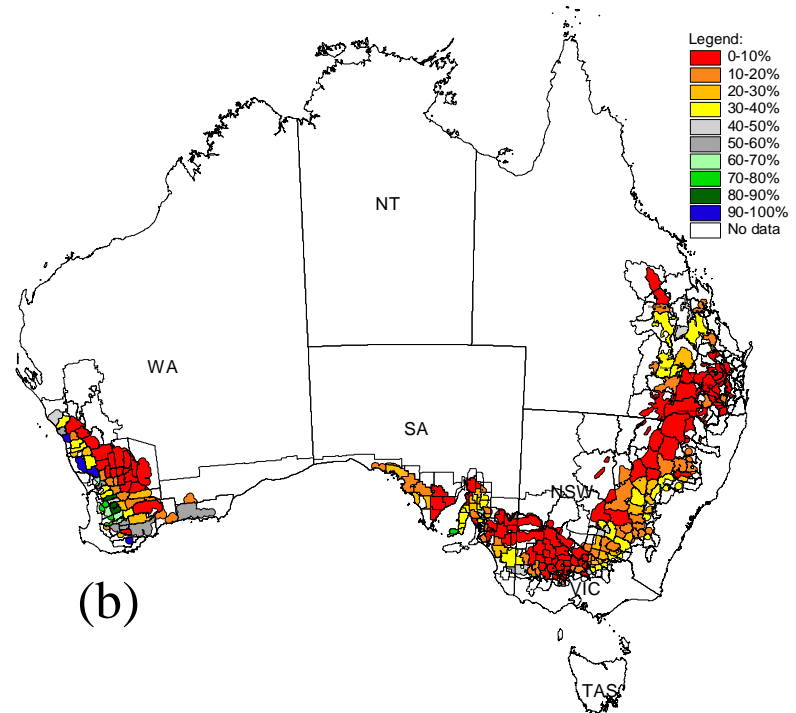 Legend:
0-10%
10-20%
20-30%
30-40%
40-50%
50-60%
60-70%
70-80%
80-90%
90-100%
No data
NT
WA
SA
NSW
VIC
TAS
(b)